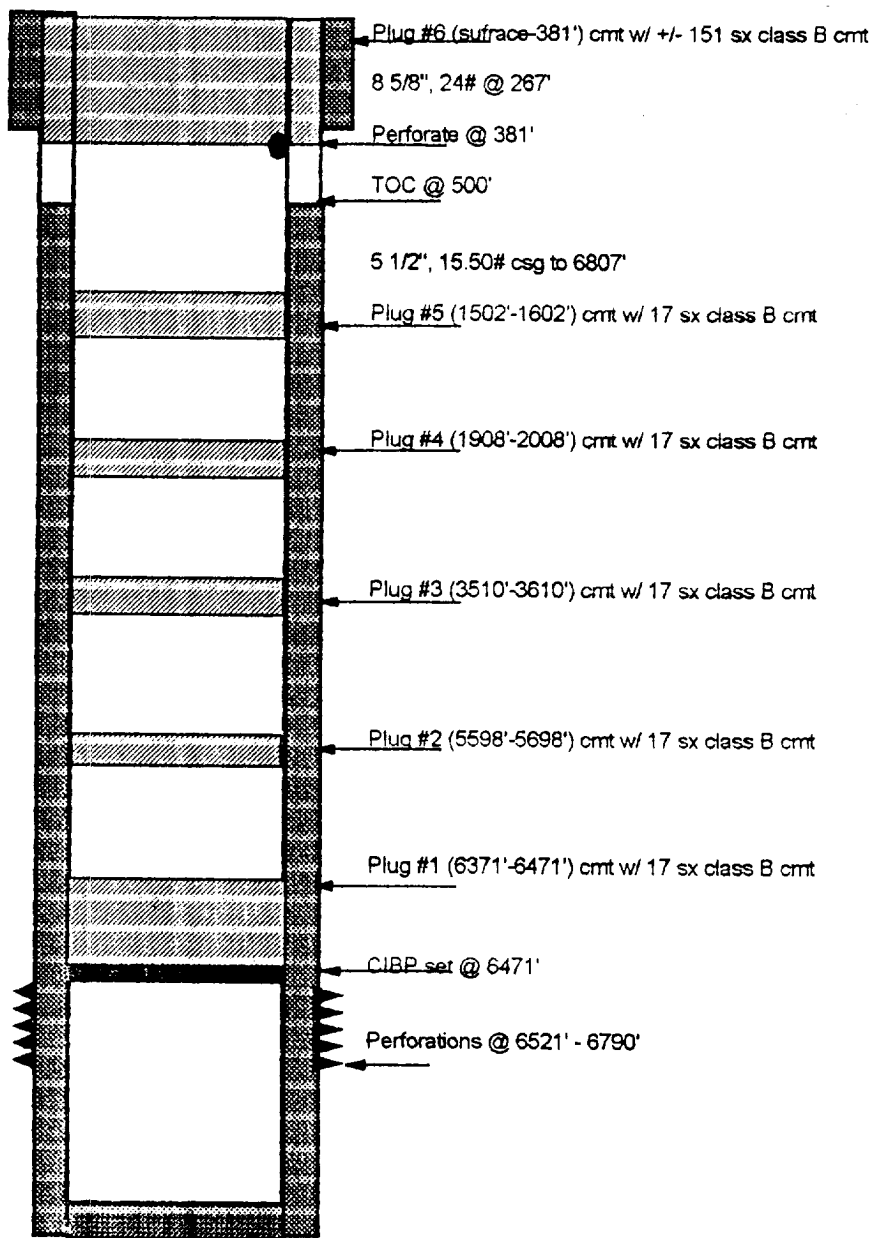 Plug #6 (sufrace-381') cmt w/ +/- 151 sx class B cmt
8 5/8", 24# @ 267'
Perforate @ 381'
TOC @ 500'
5 1/2", 15.50# csg to 6807'
Plug #5 (1502'-1602') cmt w/ 17 sx class B cmt
Plug #4 (1908'-2008') cmt w/ 17 sx class B cmt
Plug #3 (3510'-3610') cmt w/ 17 sx class B cmt
Plug #2 (5598'-5698') cmt w/ 17 sx class B cmt
Plug #1 (6371'-6471') cmt w/ 17 sx class B cmt
CIBP set @ 6471'
Perforations @ 6521' - 6790'